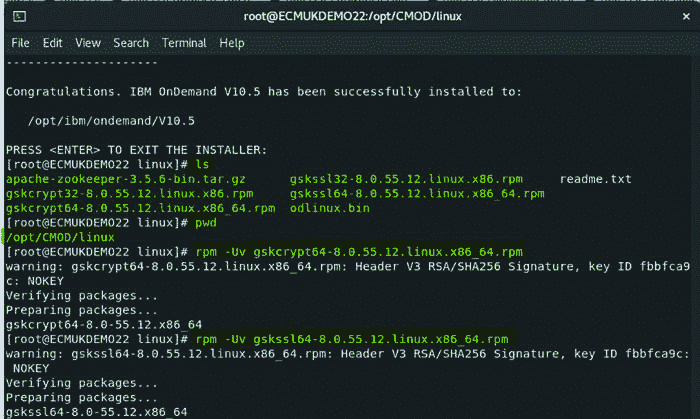 root@ECMUKDEMO22:/opt/CMOD/linux
File Edit View Search Terminal Help
---------------------
Congratulations. IBM OnDemand V10.5 has been successfully installed to:
/opt/ibm/ondemand/V10.5
PRESS <ENTER> TO EXIT THE INSTALLER:
[root@ECMUKDEMO22 linux]# ls
apache-zookeeper-3.5.6-bin.tar.gz gskssl32-8.0.55.12.linux.x86.rpm readme.txt
gskcrypt32-8.0.55.12.linux.x86.rpm gskssl64-8.0.55.12.linux.x86_64.rpm
gskcrypt64-8.0.55.12.linux.x86_64.rpm odlinux.bin
[root@ECMUKDEMO22 linux]# pwd
/opt/CMOD/linux
[root@ECMUKDEMO22 linux]# rpm -Uv gskcrypt64-8.0.55.12.linux.x86_64.rpm
warning: gskcrypt64-8.0.55.12.linux.x86_64.rpm: Header V3 RSA/SHA256 Signature, key ID fbbfca9
c: NOKEY
Verifying packages...
Preparing packages...
gskcrypt64-8.0-55.12.x86_64
[root@ECMUKDEMO22 linux]# rpm -Uv gskssl64-8.0.55.12.linux.x86_64.rpm
warning: gskssl64-8.0.55.12.linux.x86_64.rpm: Header V3 RSA/SHA256 Signature, key ID fbbfca9c:
NOKEY
Verifying packages...
Preparing packages...
gskssl64-8.0-55.12.x86_64